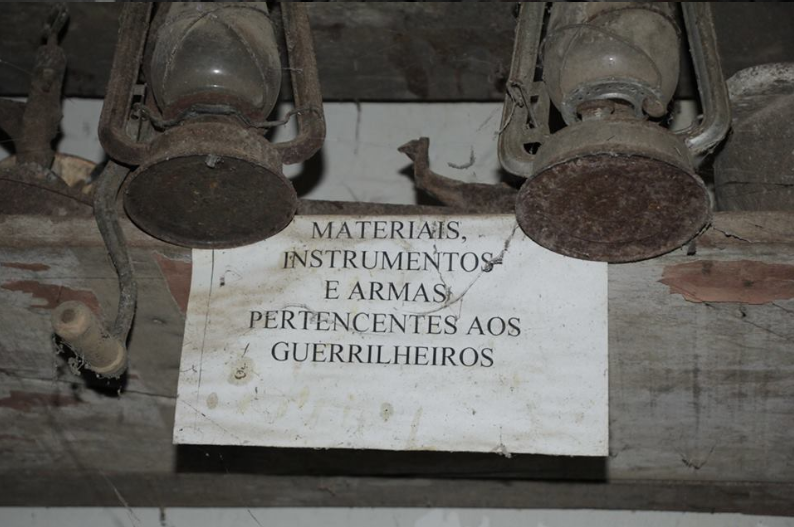 MATERIAIS,
INSTRUMENTOS
E ARMAS
PERTENCENTES AOS
GUERRILHEIROS